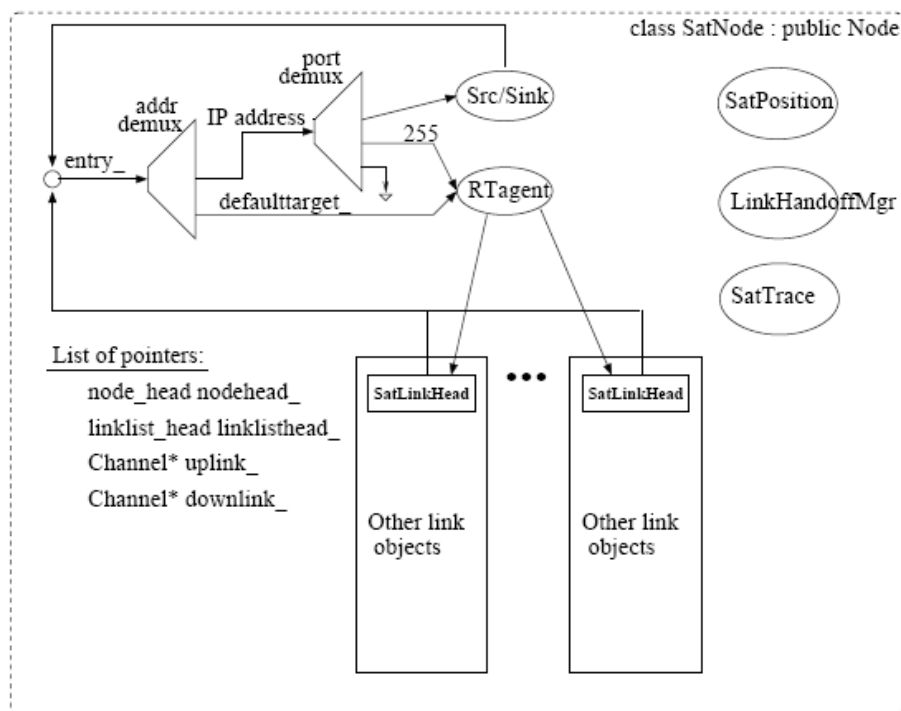 class SatNode : public Node
port
demux
addr
demux
IP address
Src/Sink
SatPosition
255
entry_
RTagent
LinkHandoffMgr
defaulttarget_
SatTrace
List of pointers:
node_head nodehead_
linklist_head linklisthead_
Channel* uplink_
Channel* downlink_
SatLinkHead
SatLinkHead
Other link
objects
Other link
objects